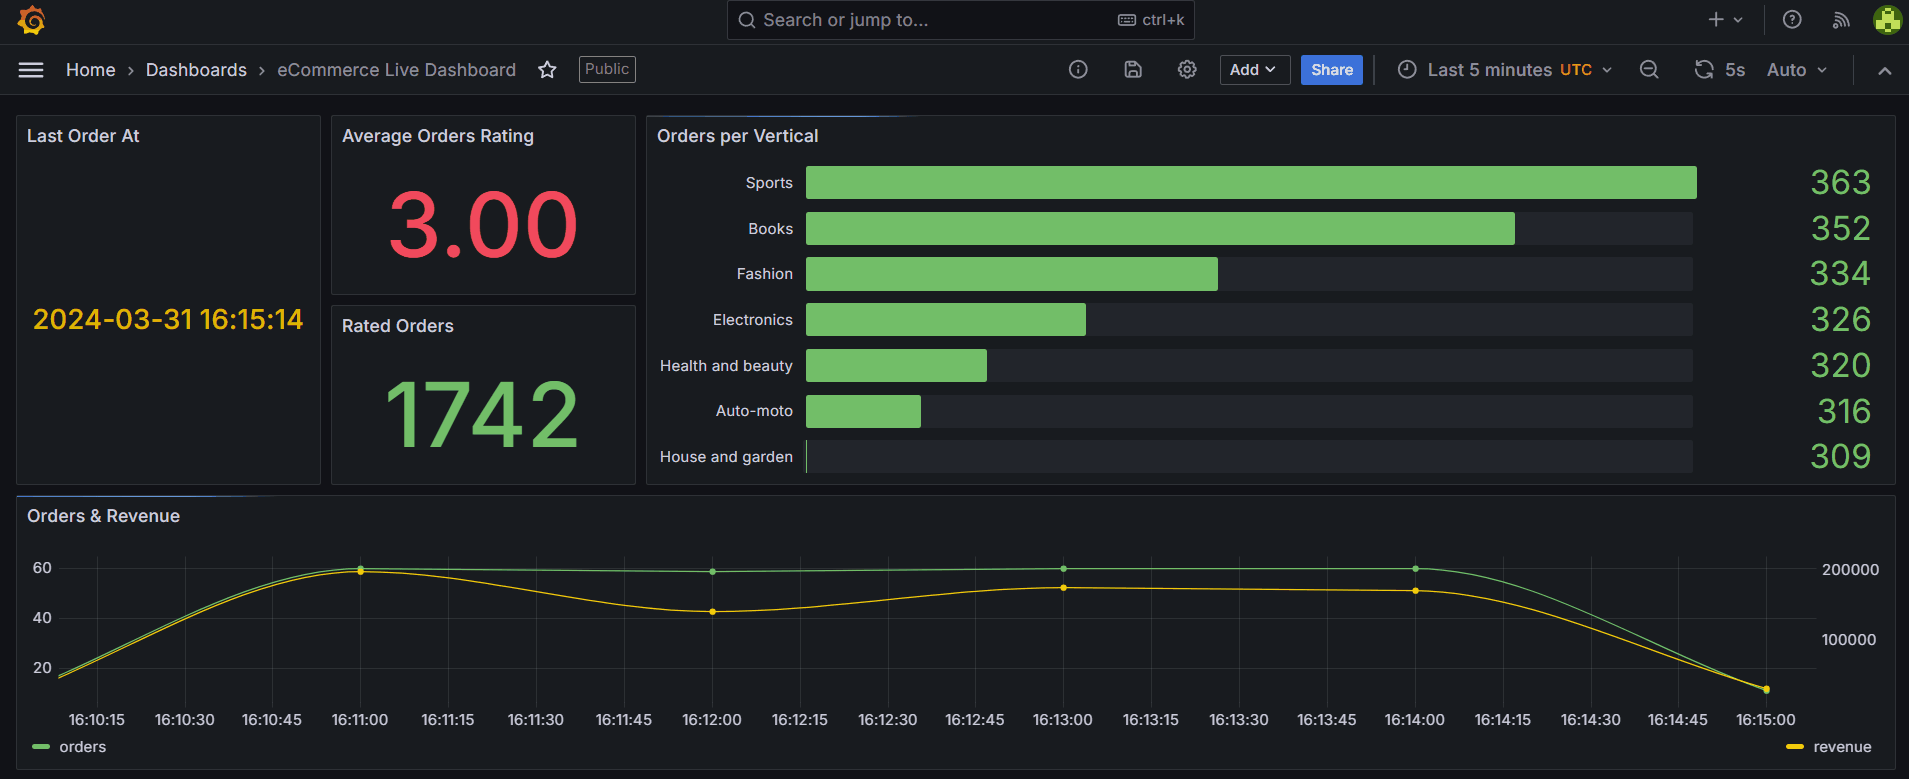 Search or jump to... ctrl+k
Home › Dashboards › eCommerce Live Dashboard Public Add Share Last 5 minutes UTC 5s Auto
Last Order At
2024-03-31 16:15:14
Average Orders Rating
3.00
Rated Orders
1742
Orders per Vertical
Sports 363
Books 352
Fashion 334
Electronics 326
Health and beauty 320
Auto-moto 316
House and garden 309
Orders & Revenue
60 200000
40
100000
20
16:10:15 16:10:30 16:10:45 16:11:00 16:11:15 16:11:30 16:11:45 16:12:00 16:12:15 16:12:30 16:12:45 16:13:00 16:13:15 16:13:30 16:13:45 16:14:00 16:14:15 16:14:30 16:14:45 16:15:00
orders revenue